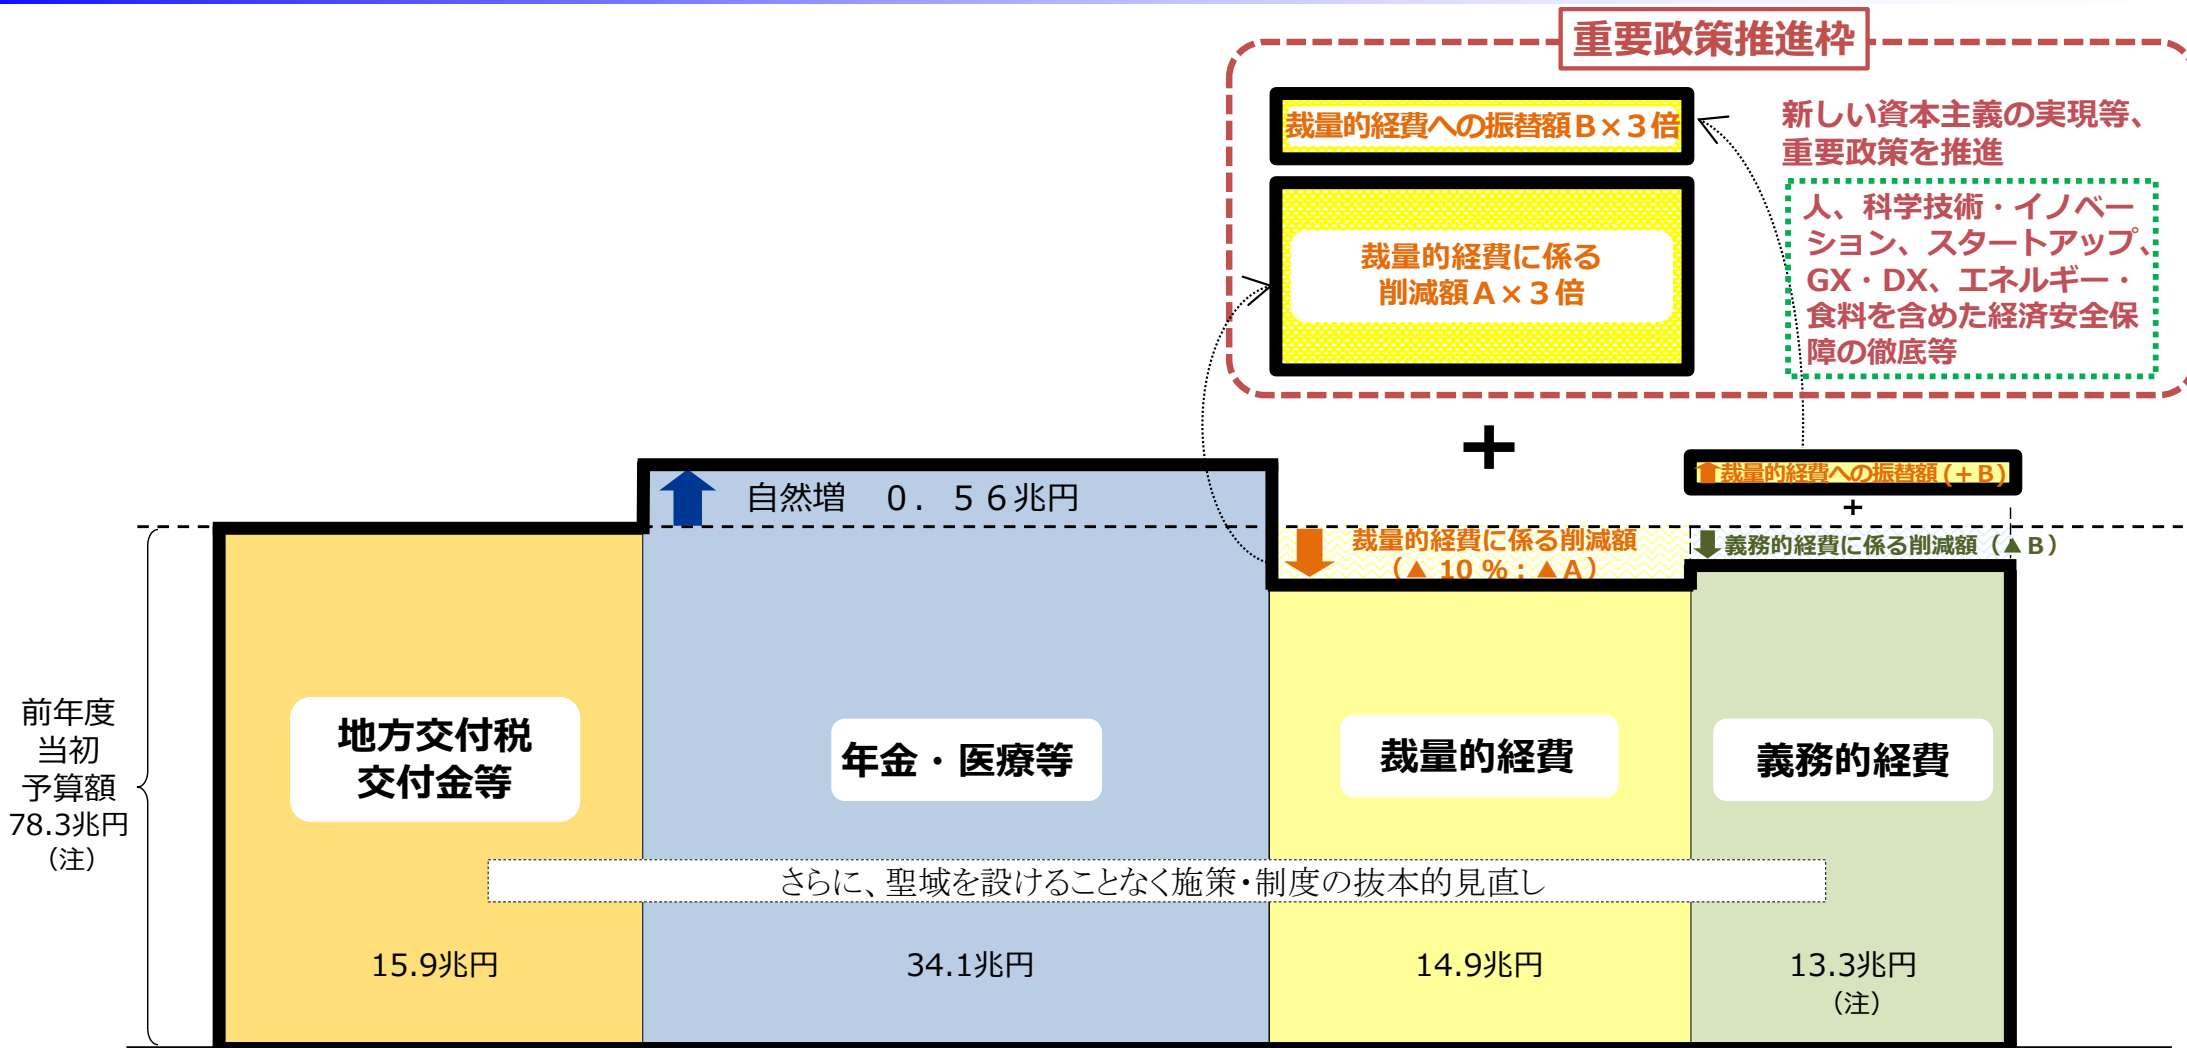 重要政策推進枠
裁量的経費への振替額B×3倍
新しい資本主義の実現等、
重要政策を推進
人、科学技術・イノベー
ション、スタートアップ、
GX・DX、エネルギー・
食料を含めた経済安全保
障の徹底等
裁量的経費に係る
削減額A×3倍
+
裁量的経費への振替額(+B)
+
自然増 0.56兆円
裁量的経費に係る削減額
(▲10%:▲A)
義務的経費に係る削減額(▲B)
前年度
当初
予算額
78.3兆円
(注)
地方交付税
交付金等
年金・医療等
裁量的経費
義務的経費
さらに、聖域を設けることなく施策・制度の抜本的見直し
15.9兆円
34.1兆円
14.9兆円
13.3兆円
(注)